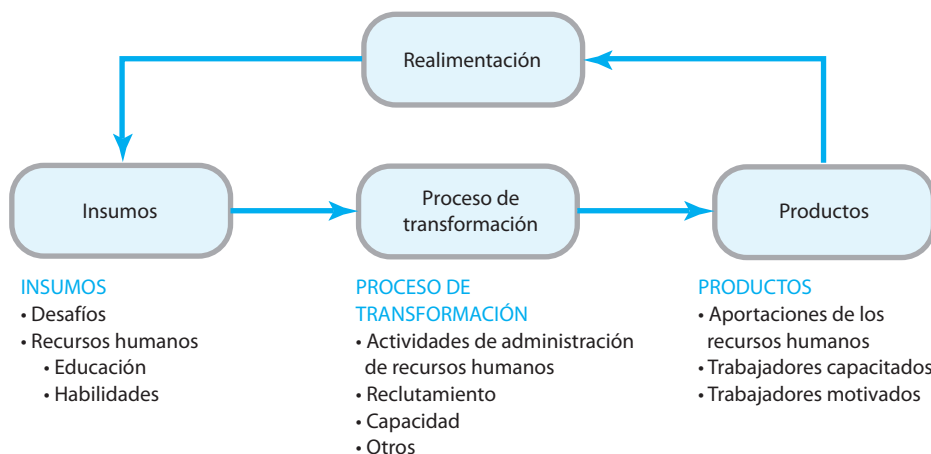 Realimentación
Insumos
Proceso de
transformación
Productos
INSUMOS
• Desafíos
• Recursos humanos
• Educación
• Habilidades
PROCESO DE
TRANSFORMACIÓN
• Actividades de administración
de recursos humanos
• Reclutamiento
• Capacidad
• Otros
PRODUCTOS
• Aportaciones de los
recursos humanos
• Trabajadores capacitados
• Trabajadores motivados